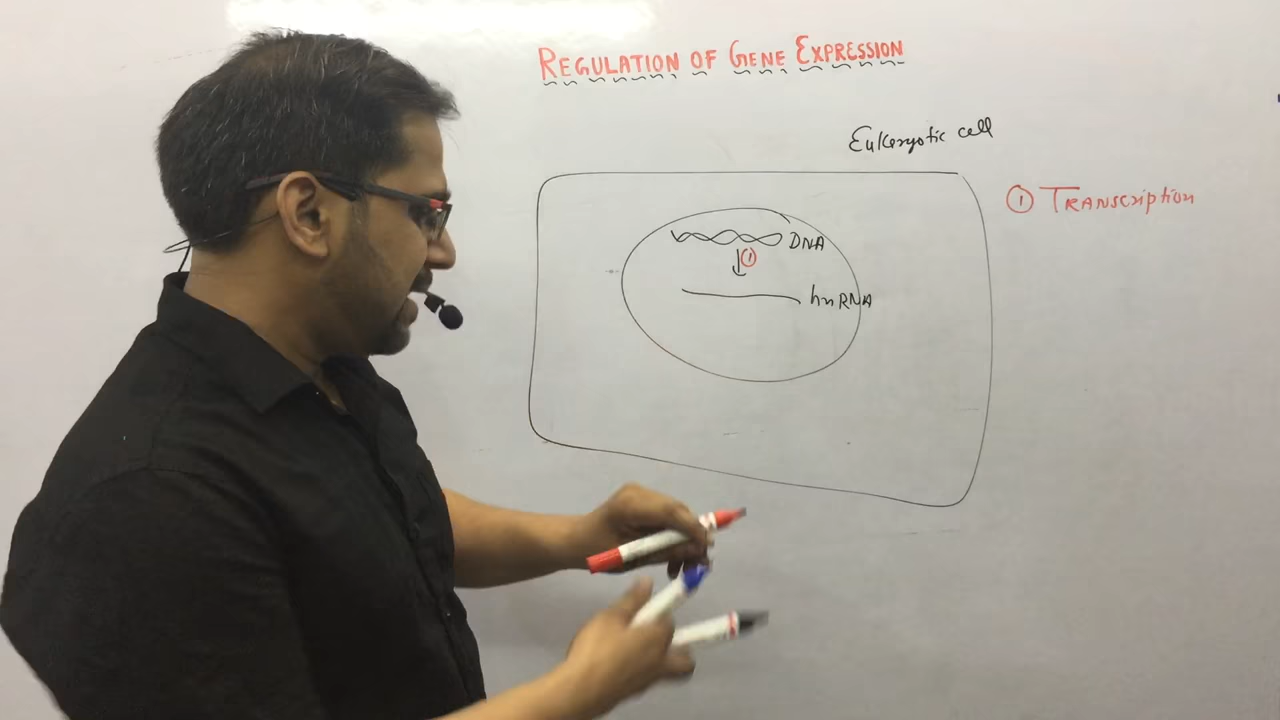 REGULATION OF GENE EXPRESSION
Eukaryotic cell
① TRANScription
DNA
①
hnRNA